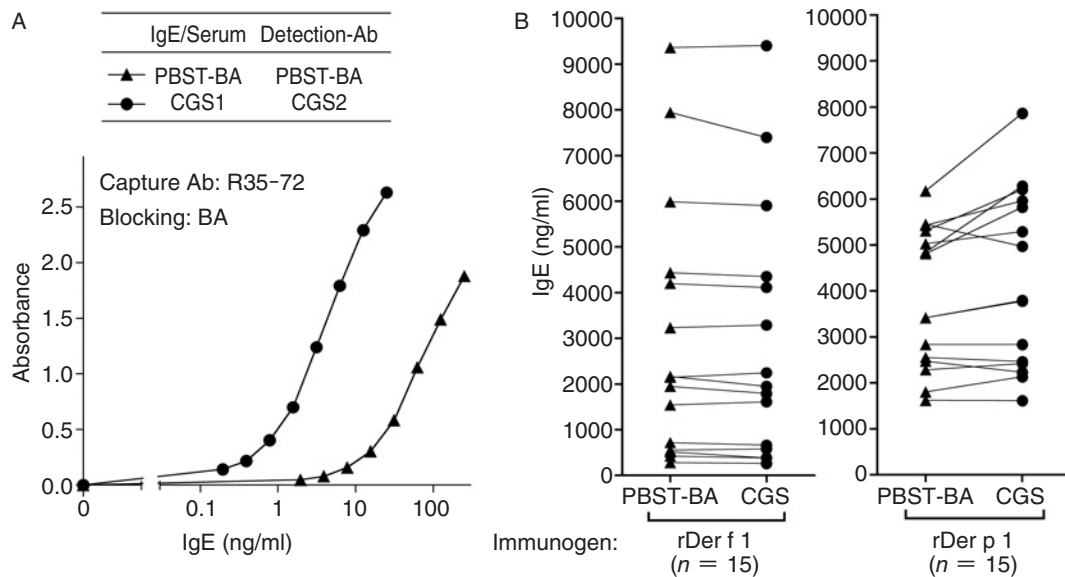 A
IgE/Serum Detection-Ab
PBST-BA PBST-BA
CGS1 CGS2
Capture Ab: R35-72
Blocking: BA
Absorbance
2.5
2.0
1.5
1.0
0.5
0.0
0 0.1 1 10 100
IgE (ng/ml)
B
IgE (ng/ml)
10000
9000
8000
7000
6000
5000
4000
3000
2000
1000
0
PBST-BA CGS
10000
9000
8000
7000
6000
5000
4000
3000
2000
1000
0
PBST-BA CGS
Immunogen: rDer f 1 rDer p 1
(n = 15) (n = 15)